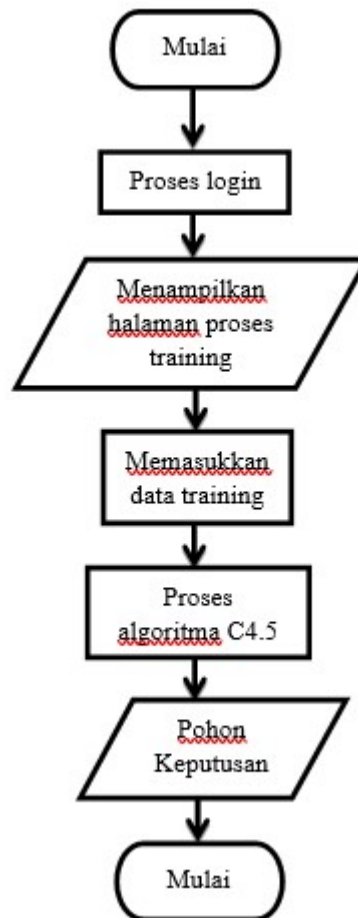 Mulai
Proses login
Menampilkan
halaman proses
training
Memasukkan
data training
Proses
algoritma C4.5
Pohon
Keputusan
Mulai